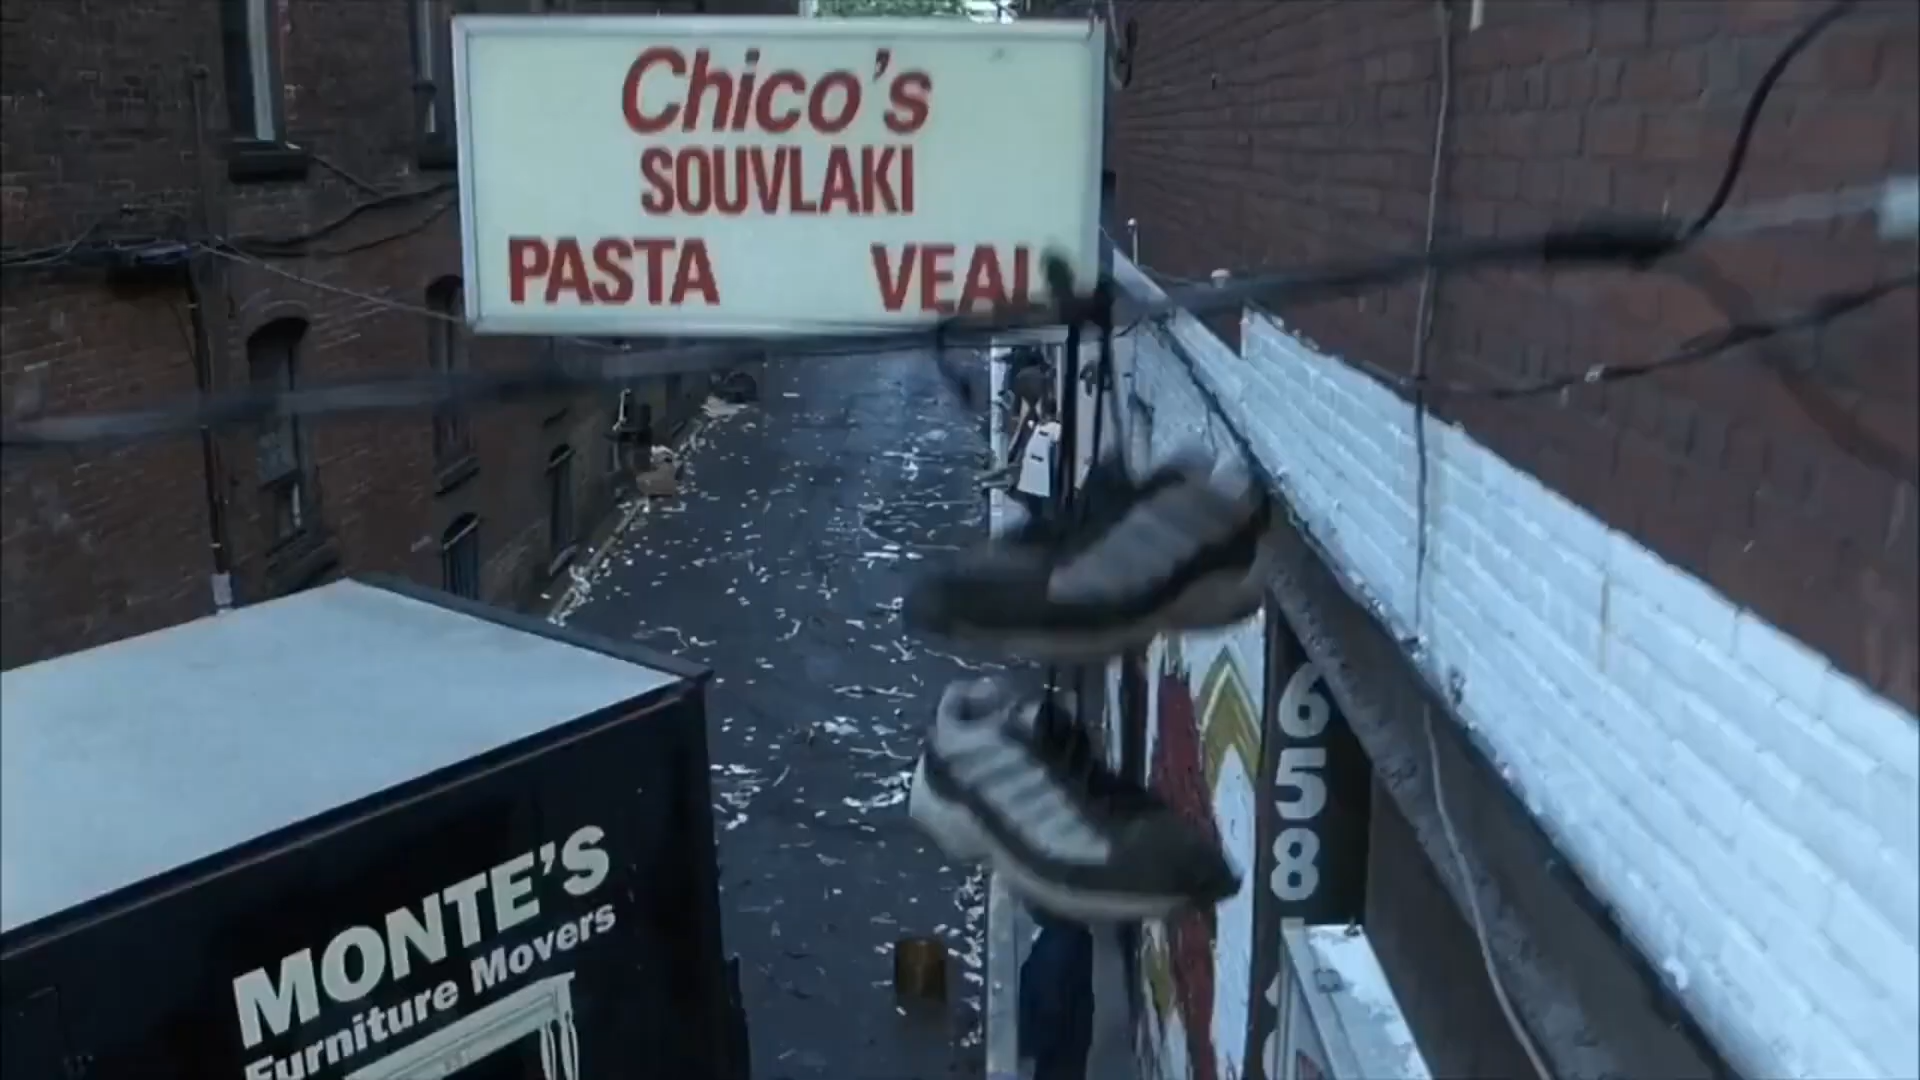 Chico's
SOUVLAKI
PASTA VEAL
MONTE'S
Furniture Movers
658